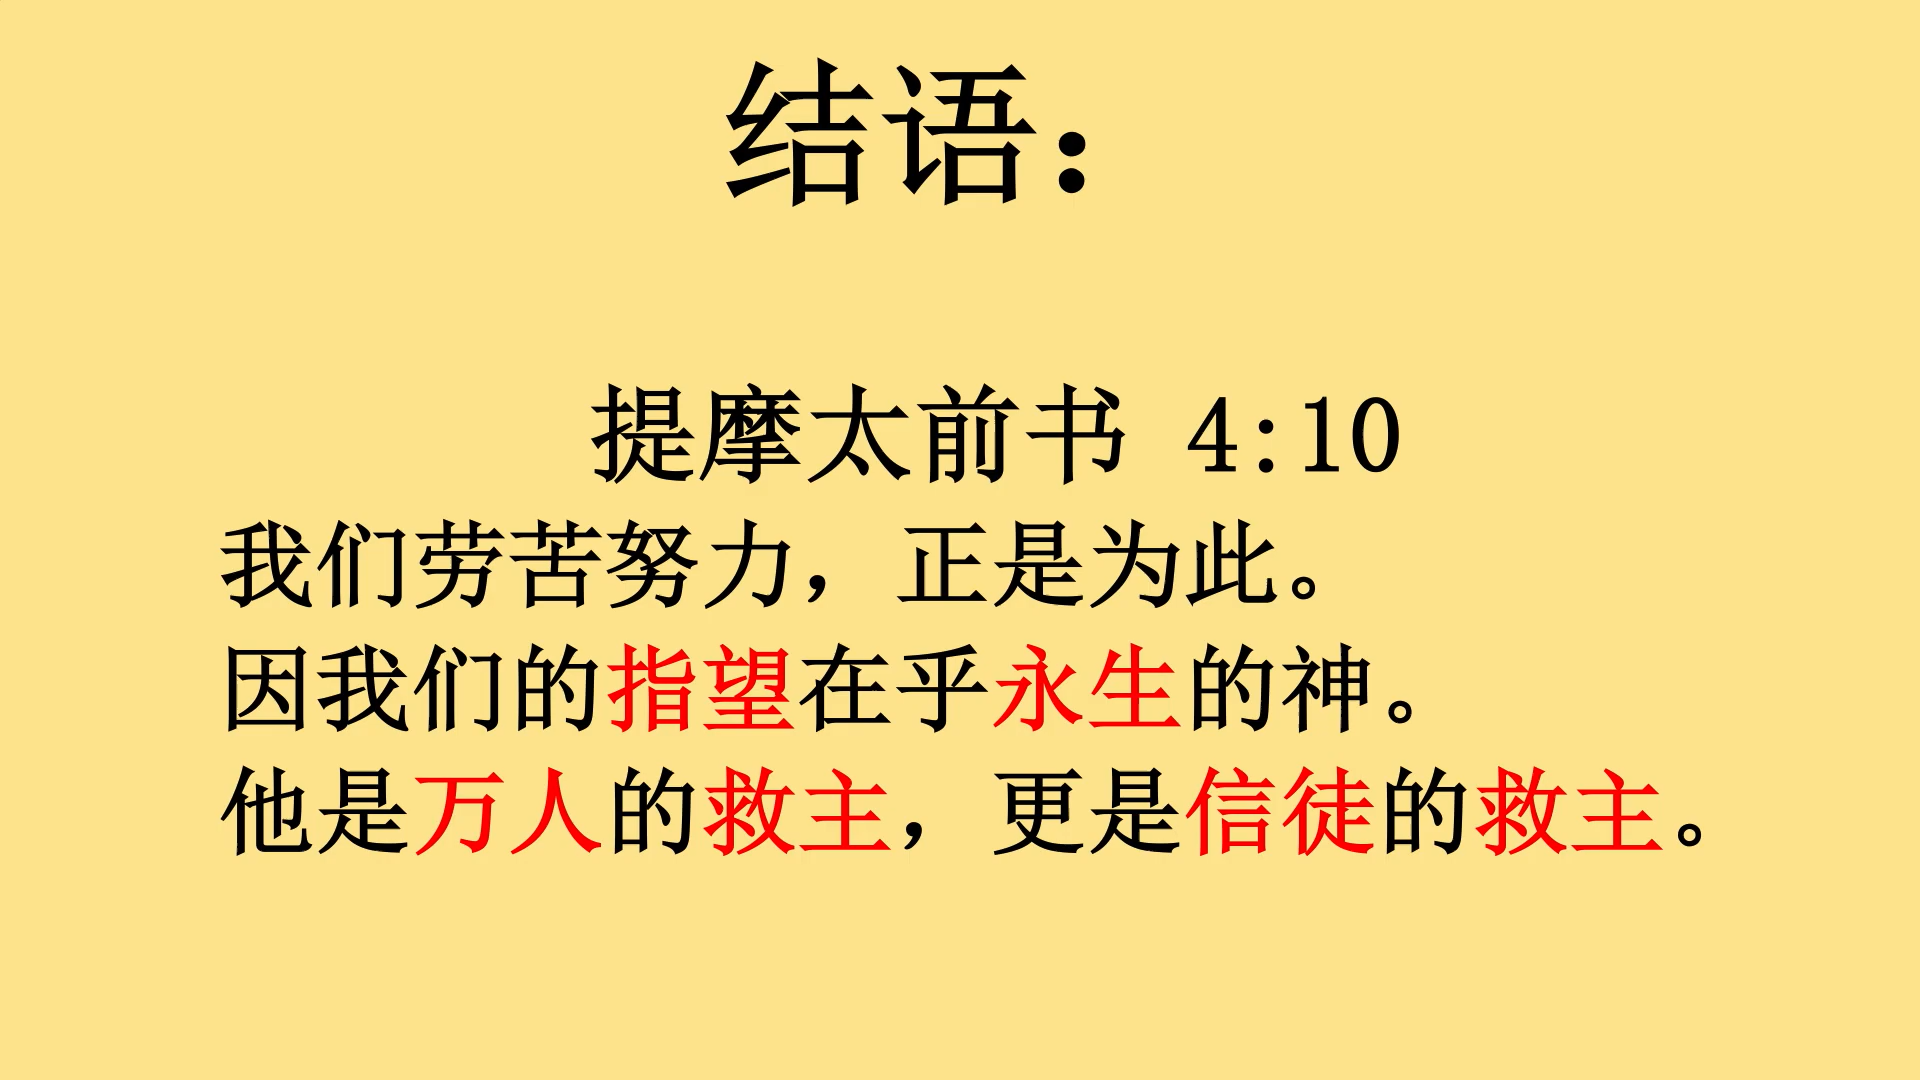 结语：
提摩太前书 4:10
我们劳苦努力，正是为此。
因我们的指望在乎永生的神。
他是万人的救主，更是信徒的救主。